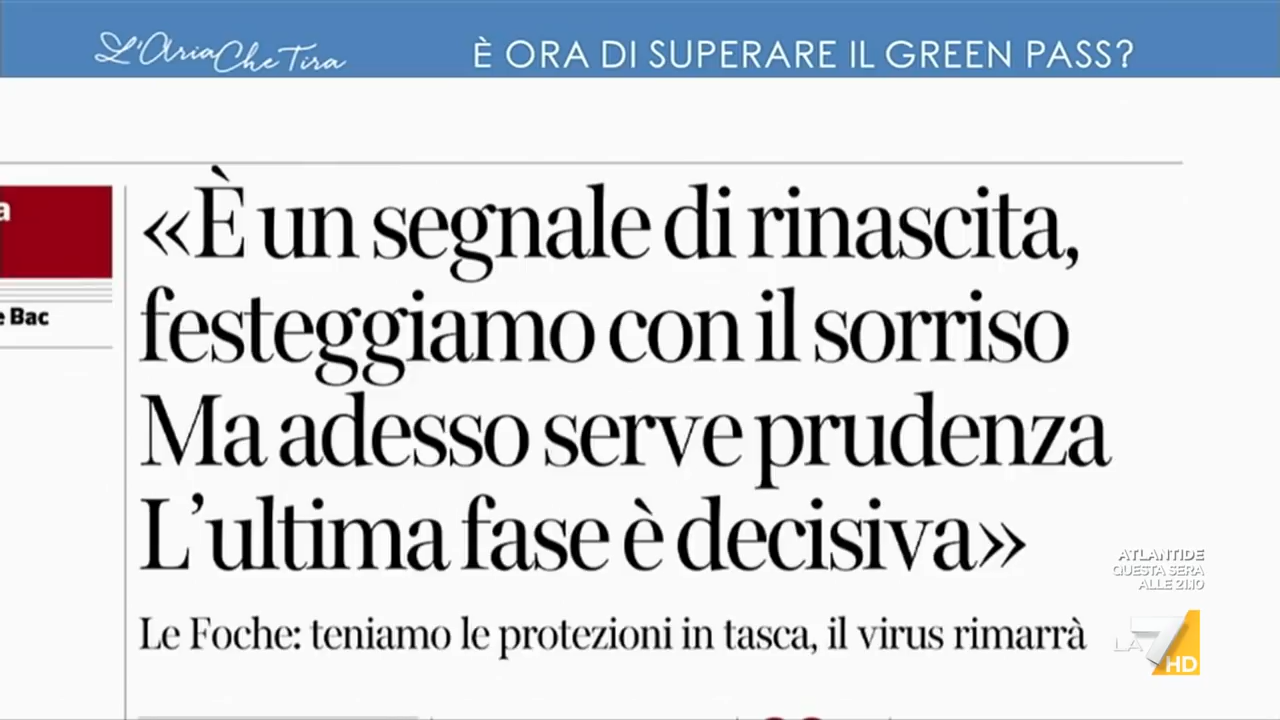 L'Aria Che Tira
È ORA DI SUPERARE IL GREEN PASS?
a
e Bac
«È un segnale di rinascita,
festeggiamo con il sorriso
Ma adesso serve prudenza
L'ultima fase è decisiva»
Le Foche: teniamo le protezioni in tasca, il virus rimarrà
ATLANTIDE
QUESTA SERA
ALLE 21.10
LA 7
HD